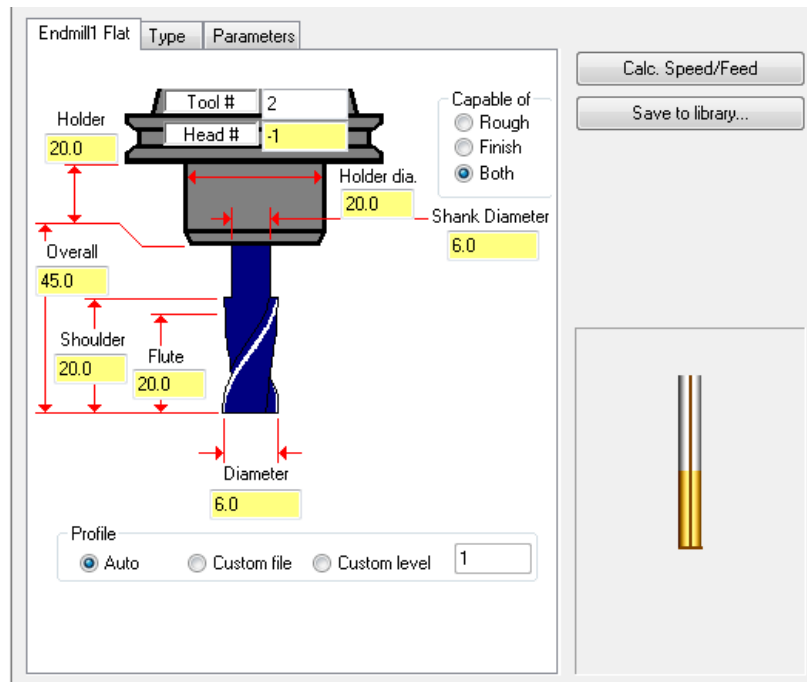 Endmill1 Flat Type Parameters
Calc. Speed/Feed
Save to library...
Tool # 2
Head # -1
Holder
20.0
Capable of
Rough
Finish
Both
Holder dia.
20.0
Shank Diameter
6.0
Overall
45.0
Shoulder
20.0
Flute
20.0
Diameter
6.0
Profile
Auto Custom file Custom level 1